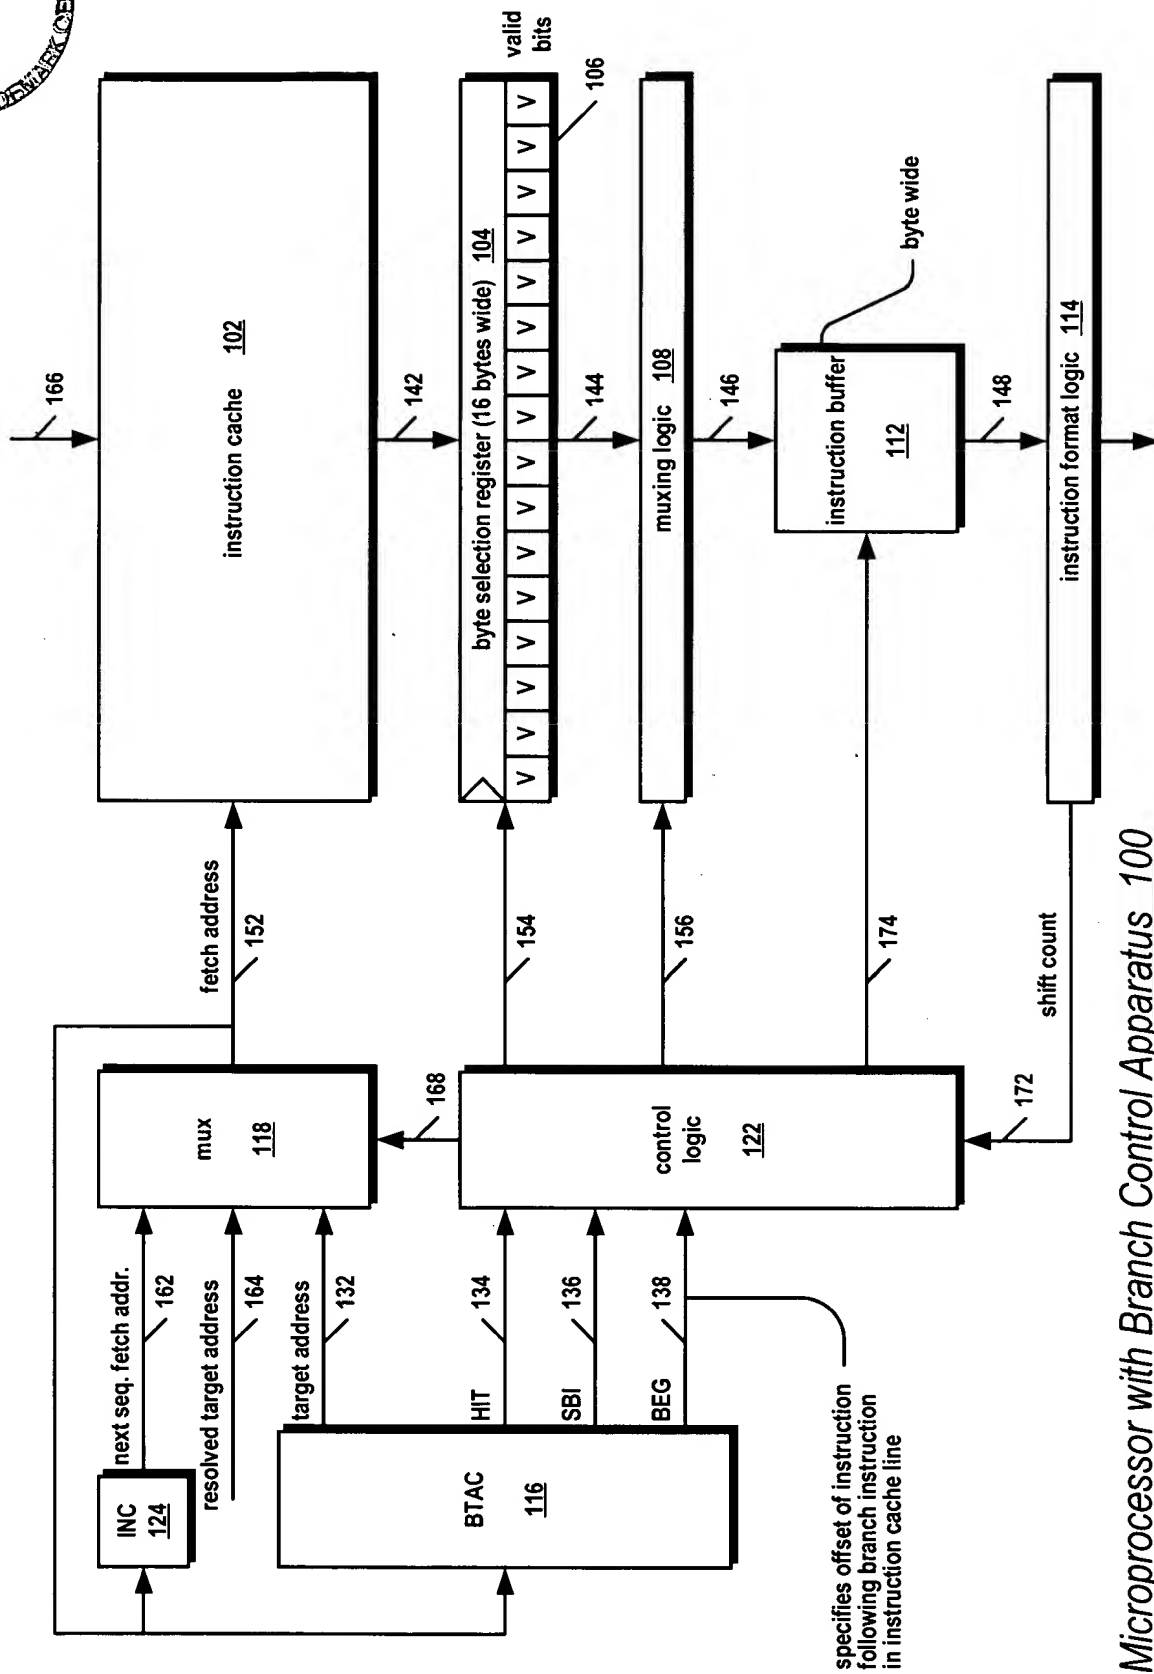 DEMARK OF
166
instruction cache 102
142
byte selection register (16 bytes wide) 104
valid
bits
V V V V V V V V V V V V V V V V
106
144
muxing logic 108
146
instruction buffer
112
byte wide
148
instruction format logic 114
fetch address
152
154
156
174
shift count
172
mux
118
168
control
logic
122
INC
124
next seq. fetch addr.
162
resolved target address
164
target address
132
HIT
134
SBI
136
BEG
138
BTAC
116
specifies offset of instruction
following branch instruction
in instruction cache line
Microprocessor with Branch Control Apparatus 100